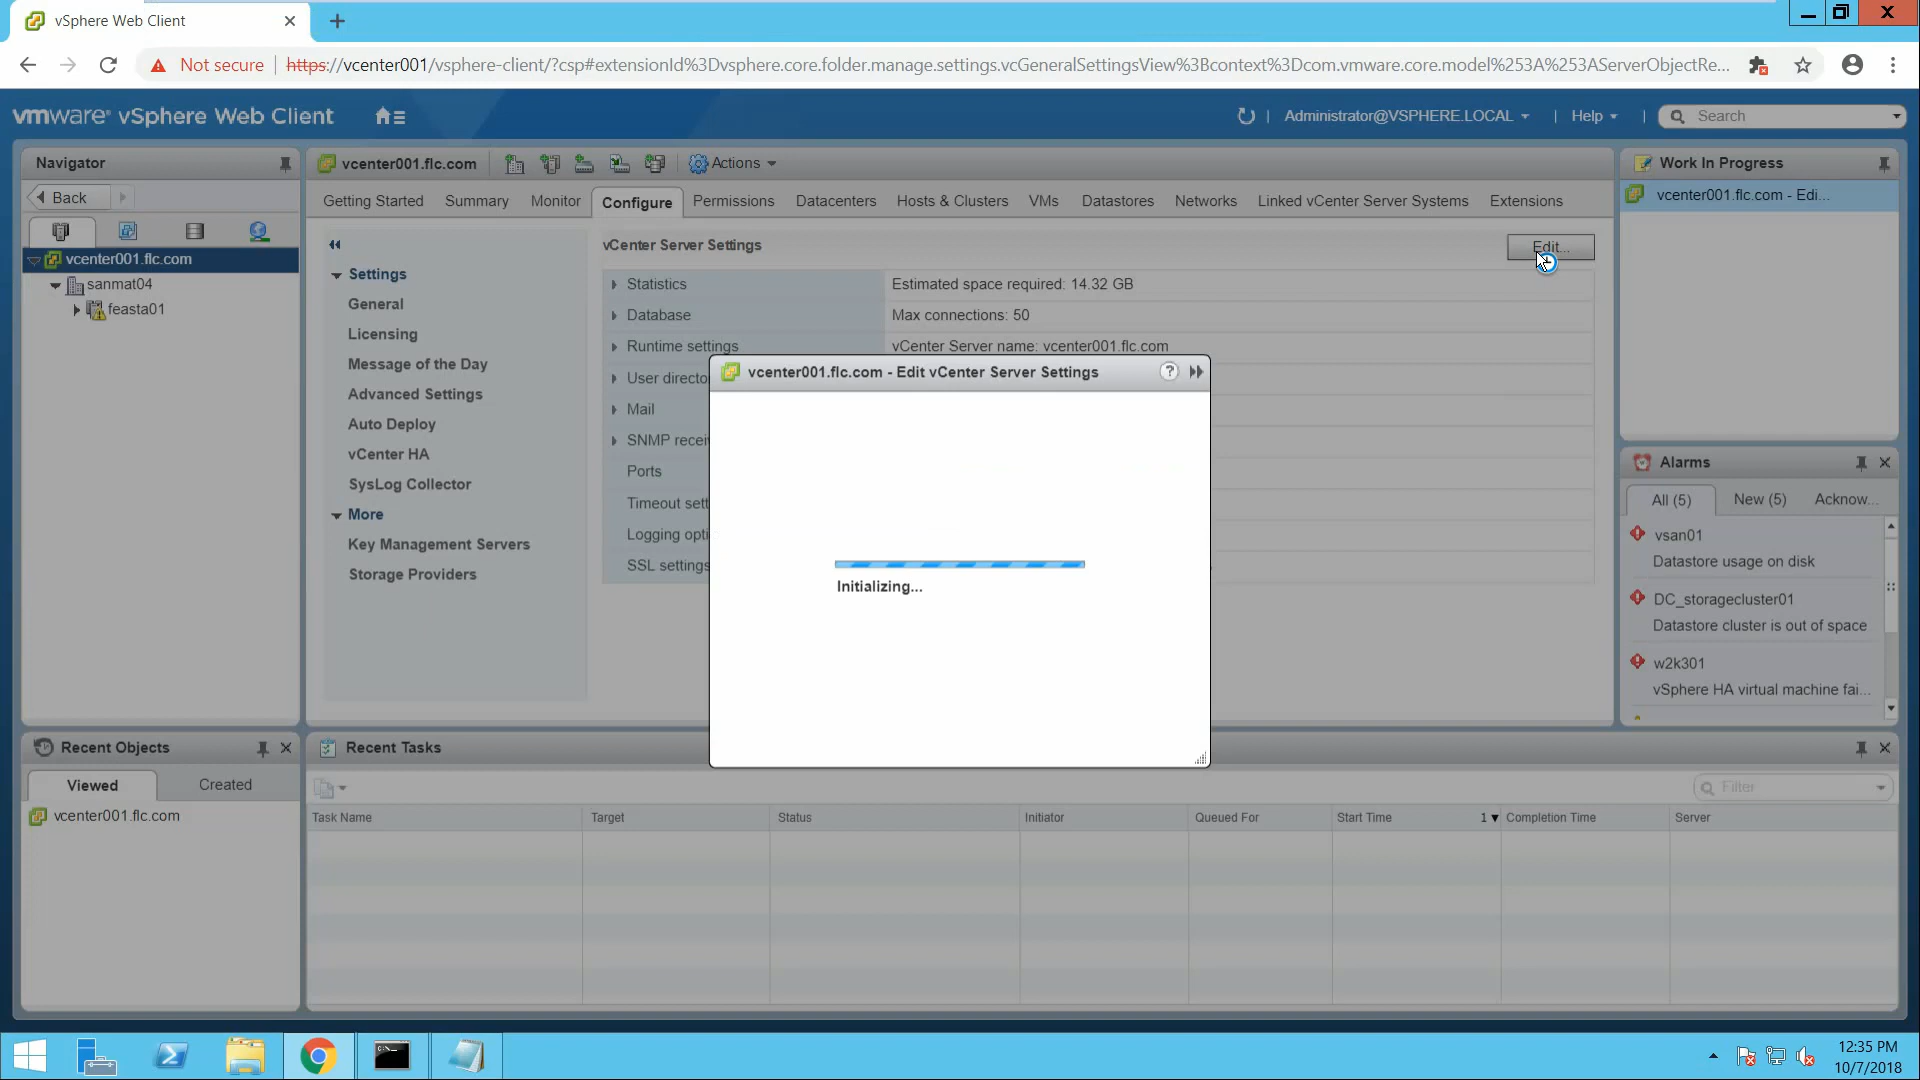 vSphere Web Client
Not secure
https://vcenter001/vsphere-client/?csp#extensionId%3Dvsphere.core.folder.manage.settings.vcGeneralSettingsView%3Bcontext%3Dcom.vmware.core.model%253A%253AServerObjectRe...
vmware® vSphere Web Client
Administrator@VSPHERE.LOCAL
Help
Search
Navigator
Back
vcenter001.flc.com
sanmat04
feasta01
vcenter001.flc.com
Actions
Getting Started
Summary
Monitor
Configure
Permissions
Datacenters
Hosts & Clusters
VMs
Datastores
Networks
Linked vCenter Server Systems
Extensions
Settings
General
Licensing
Message of the Day
Advanced Settings
Auto Deploy
vCenter HA
SysLog Collector
More
Key Management Servers
Storage Providers
vCenter Server Settings
Edit...
Statistics
Estimated space required: 14.32 GB
Database
Max connections: 50
Runtime settings
vCenter Server name: vcenter001.flc.com
User directo
Mail
SNMP recei
Ports
Timeout sett
Logging opti
SSL settings
vcenter001.flc.com - Edit vCenter Server Settings
?
Initializing...
Work In Progress
vcenter001.flc.com - Edi...
Alarms
All (5)
New (5)
Acknow...
vsan01
Datastore usage on disk
DC_storagecluster01
Datastore cluster is out of space
w2k301
vSphere HA virtual machine fai...
Recent Objects
Viewed
Created
vcenter001.flc.com
Recent Tasks
Filter
Task Name
Target
Status
Initiator
Queued For
Start Time
1
Completion Time
Server
12:35 PM
10/7/2018